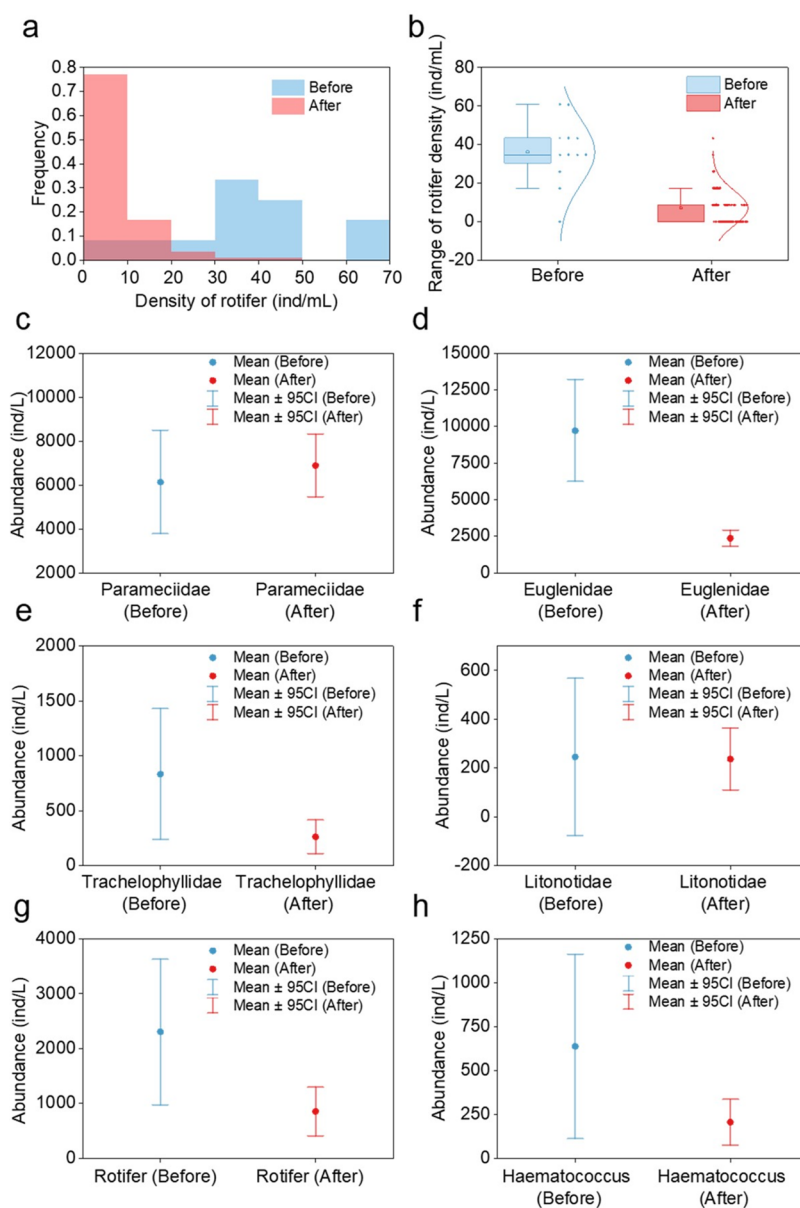 a
0.8
0.7
0.6
0.5
0.4
0.3
0.2
0.1
0.0
Frequency
Before
After
0
10
20
30
40
50
60
70
Density of rotifer (ind/mL)
b
80
60
40
20
0
-20
Range of rotifer density (ind/mL)
Before
After
Before
After
c
12000
10000
8000
6000
4000
2000
Abundance (ind/L)
Mean (Before)
Mean (After)
Mean ± 95CI (Before)
Mean ± 95CI (After)
Parameciidae
(Before)
Parameciidae
(After)
d
15000
12500
10000
7500
5000
2500
0
Abundance (ind/L)
Mean (Before)
Mean (After)
Mean ± 95CI (Before)
Mean ± 95CI (After)
Euglenidae
(Before)
Euglenidae
(After)
e
2000
1500
1000
500
0
Abundance (ind/L)
Mean (Before)
Mean (After)
Mean ± 95CI (Before)
Mean ± 95CI (After)
Trachelophyllidae
(Before)
Trachelophyllidae
(After)
f
600
400
200
0
-200
Abundance (ind/L)
Mean (Before)
Mean (After)
Mean ± 95CI (Before)
Mean ± 95CI (After)
Litonotidae
(Before)
Litonotidae
(After)
g
4000
3000
2000
1000
0
Abundance (ind/L)
Mean (Before)
Mean (After)
Mean ± 95CI (Before)
Mean ± 95CI (After)
Rotifer (Before)
Rotifer (After)
h
1250
1000
750
500
250
0
Abundance (ind/L)
Mean (Before)
Mean (After)
Mean ± 95CI (Before)
Mean ± 95CI (After)
Haematococcus
(Before)
Haematococcus
(After)